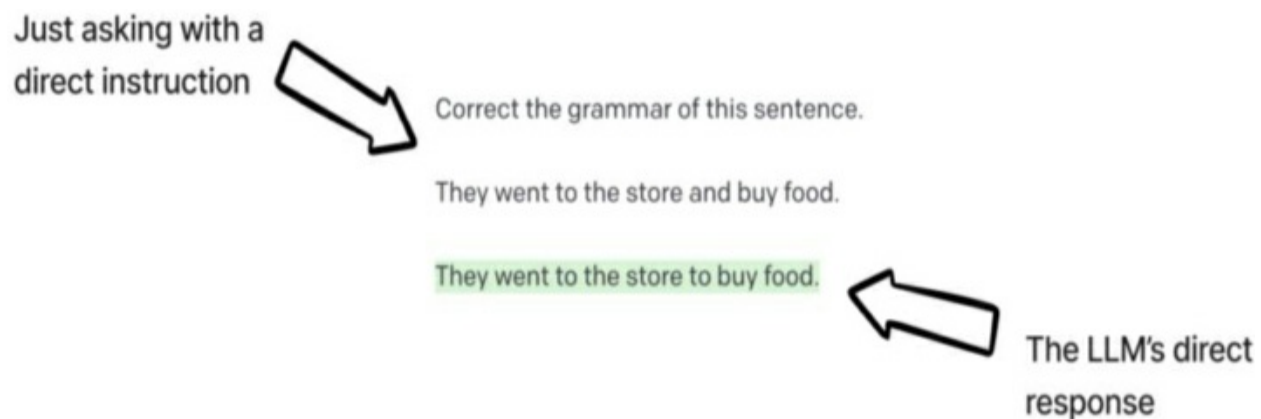 Just asking with a
direct instruction
Correct the grammar of this sentence.
They went to the store and buy food.
They went to the store to buy food.
The LLM's direct
response